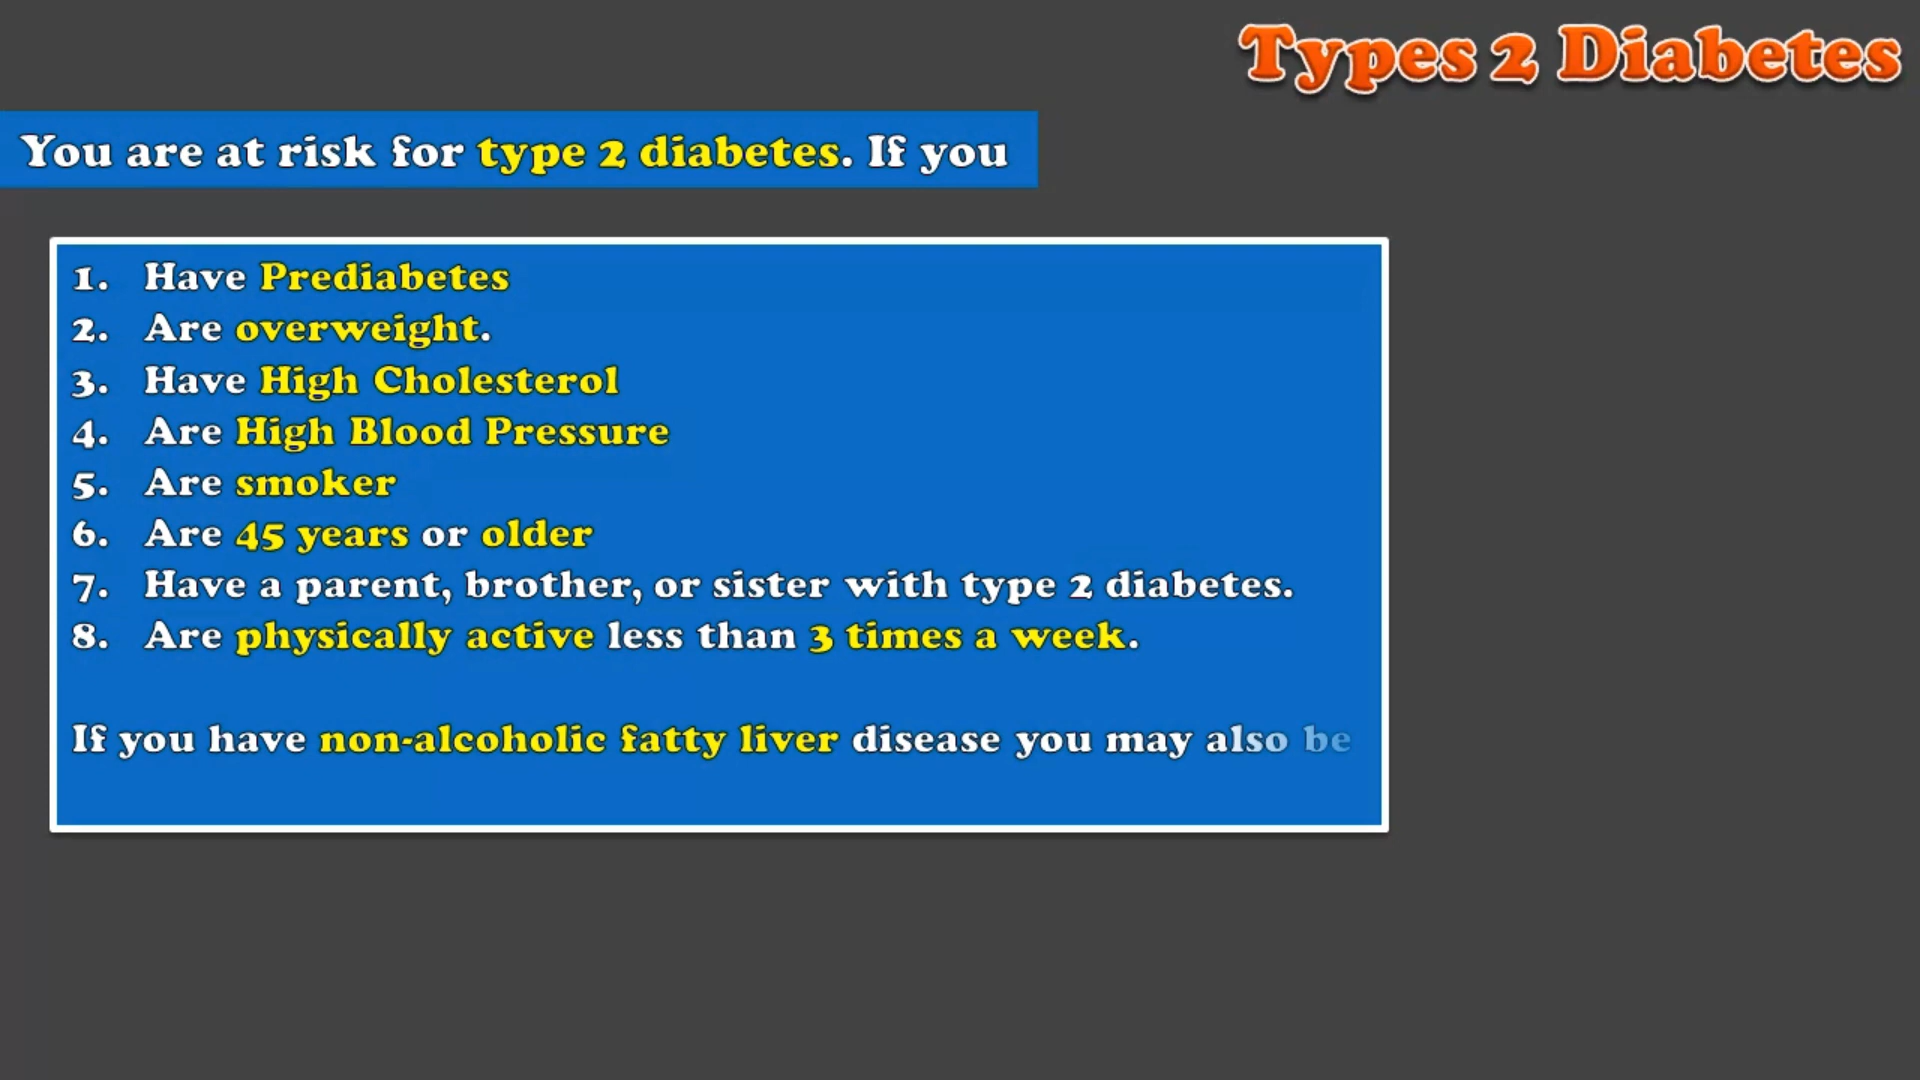 Types 2 Diabetes
You are at risk for type 2 diabetes. If you
1. Have Prediabetes
2. Are overweight.
3. Have High Cholesterol
4. Are High Blood Pressure
5. Are smoker
6. Are 45 years or older
7. Have a parent, brother, or sister with type 2 diabetes.
8. Are physically active less than 3 times a week.
If you have non-alcoholic fatty liver disease you may also be